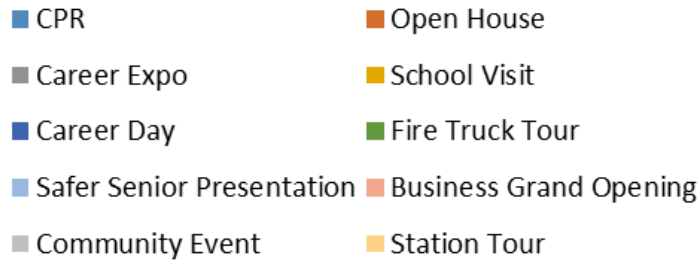 CPR Open House
Career Expo School Visit
Career Day Fire Truck Tour
Safer Senior Presentation Business Grand Opening
Community Event Station Tour